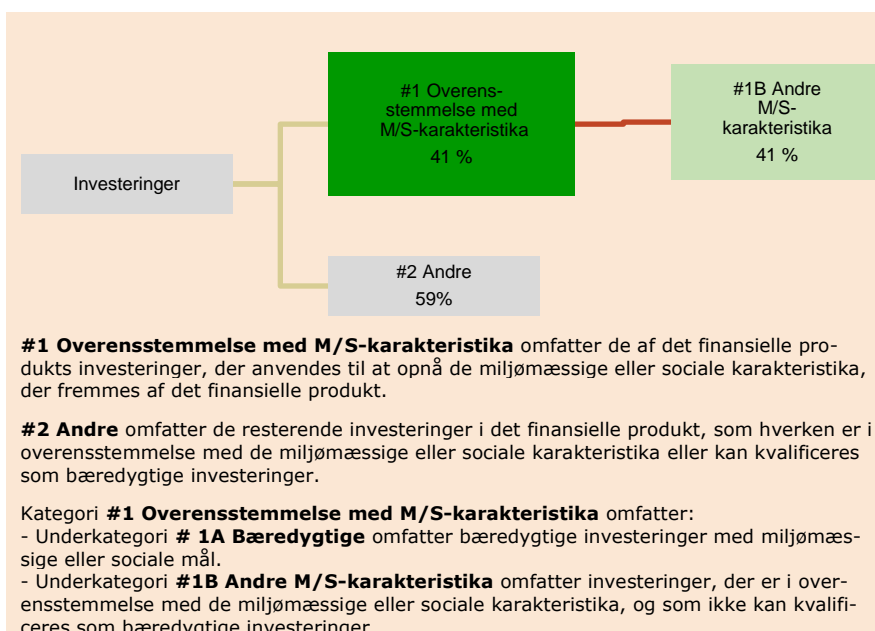 #1 Overens-
stemmelse med
M/S-karakteristika
41 %
#1B Andre
M/S-
karakteristika
41 %
Investeringer
#2 Andre
59%
#1 Overensstemmelse med M/S-karakteristika omfatter de af det finansielle pro-
dukts investeringer, der anvendes til at opnå de miljømæssige eller sociale karakteristika,
der fremmes af det finansielle produkt.
#2 Andre omfatter de resterende investeringer i det finansielle produkt, som hverken er i
overensstemmelse med de miljømæssige eller sociale karakteristika eller kan kvalificeres
som bæredygtige investeringer.
Kategori #1 Overensstemmelse med M/S-karakteristika omfatter:
- Underkategori # 1A Bæredygtige omfatter bæredygtige investeringer med miljømæs-
sige eller sociale mål.
- Underkategori #1B Andre M/S-karakteristika omfatter investeringer, der er i over-
ensstemmelse med de miljømæssige eller sociale karakteristika, og som ikke kan kvalifi-
ceres som bæredygtige investeringer.